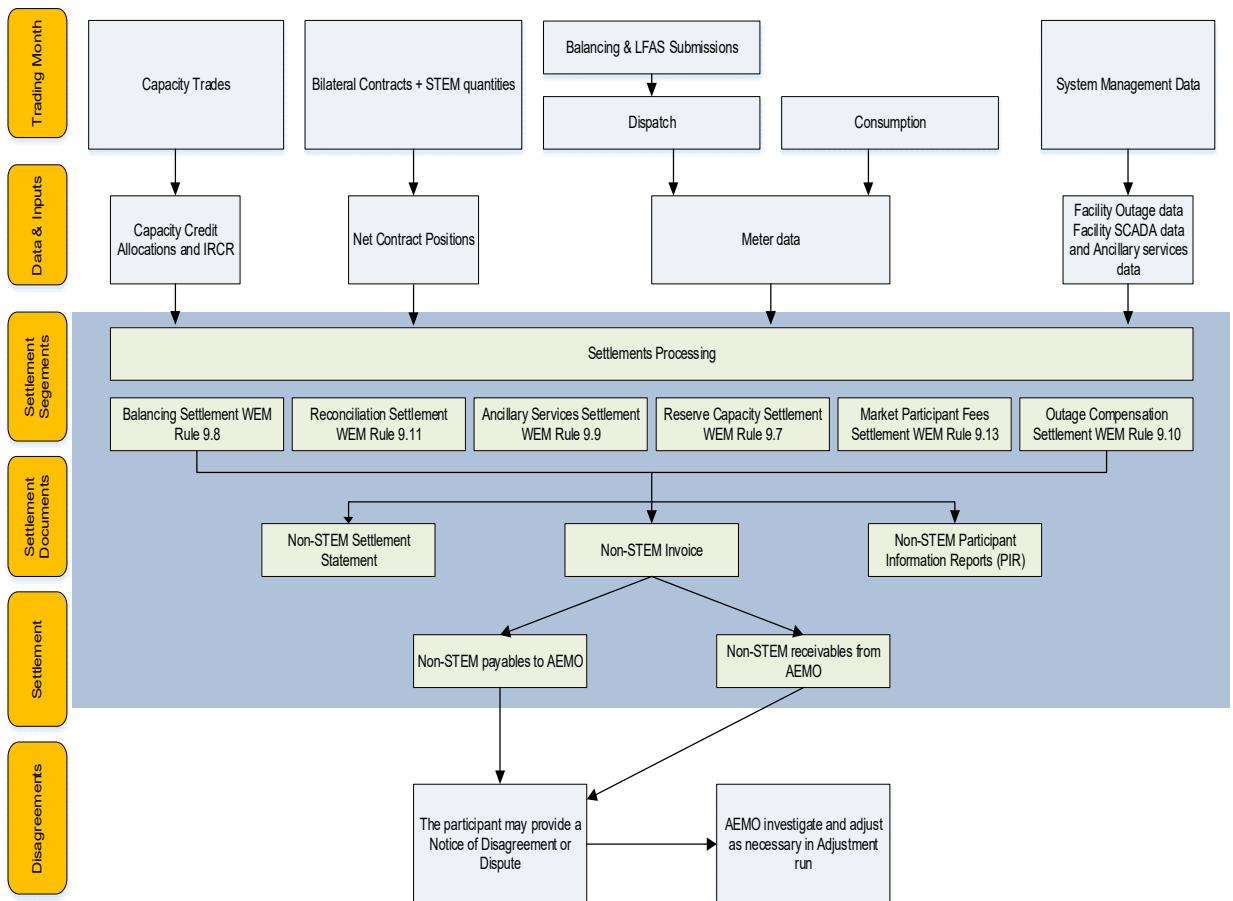 Trading Month
Capacity Trades
Bilateral Contracts + STEM quantities
Balancing & LFAS Submissions
Dispatch
Consumption
System Management Data
Data & Inputs
Capacity Credit
Allocations and IRCR
Net Contract Positions
Meter data
Facility Outage data
Facility SCADA data
and Ancillary services
data
Settlement
Segements
Settlements Processing
Balancing Settlement WEM
Rule 9.8
Reconciliation Settlement
WEM Rule 9.11
Ancillary Services Settlement
WEM Rule 9.9
Reserve Capacity Settlement
WEM Rule 9.7
Market Participant Fees
Settlement WEM Rule 9.13
Outage Compensation
Settlement WEM Rule 9.10
Settlement
Documents
Non-STEM Settlement
Statement
Non-STEM Invoice
Non-STEM Participant
Information Reports (PIR)
Settlement
Non-STEM payables to AEMO
Non-STEM receivables from
AEMO
Disagreements
The participant may provide a
Notice of Disagreement or
Dispute
AEMO investigate and adjust
as necessary in Adjustment
run